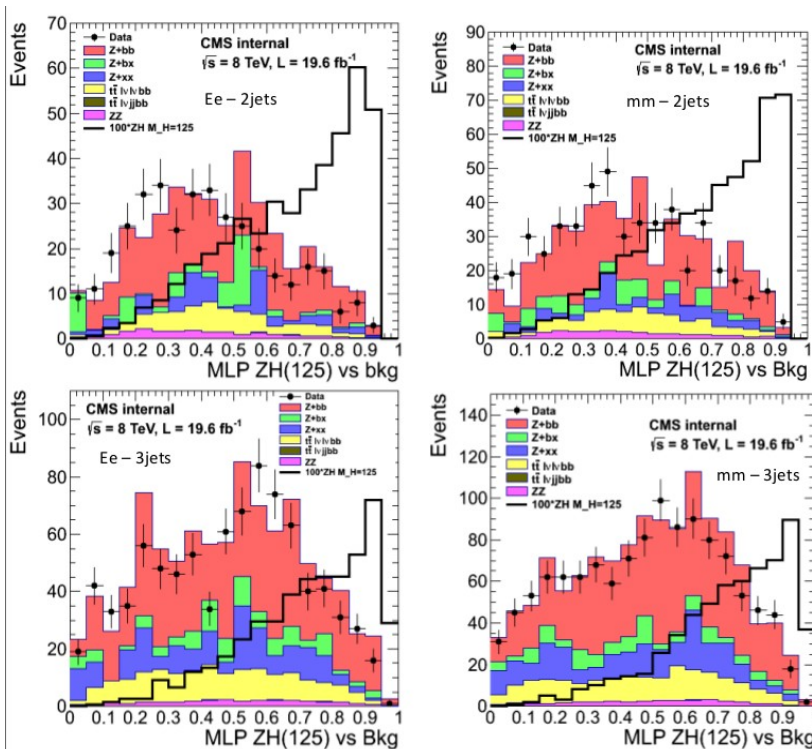 Events
70
60
50
40
30
20
10
0
Data
Z+bb
Z+bx
Z+xx
tt̄ lνlνbb
tt̄ lνjjbb
ZZ
100*ZH M_H=125
CMS internal
√s = 8 TeV, L = 19.6 fb⁻¹
Ee – 2jets
0 0.1 0.2 0.3 0.4 0.5 0.6 0.7 0.8 0.9 1
MLP ZH(125) vs bkg
Events
90
80
70
60
50
40
30
20
10
0
Data
Z+bb
Z+bx
Z+xx
tt̄ lνlνbb
tt̄ lνjjbb
ZZ
100*ZH M_H=125
CMS internal
√s = 8 TeV, L = 19.6 fb⁻¹
mm – 2jets
0 0.1 0.2 0.3 0.4 0.5 0.6 0.7 0.8 0.9 1
MLP ZH(125) vs Bkg
Events
100
80
60
40
20
0
CMS internal
√s = 8 TeV, L = 19.6 fb⁻¹
Ee – 3jets
Data
Z+bb
Z+bx
Z+xx
tt̄ lνlνbb
tt̄ lνjjbb
ZZ
100*ZH M_H=125
0 0.1 0.2 0.3 0.4 0.5 0.6 0.7 0.8 0.9 1
MLP ZH(125) vs Bkg
Events
140
120
100
80
60
40
20
0
Data
Z+bb
Z+bx
Z+xx
tt̄ lνlνbb
tt̄ lνjjbb
ZZ
100*ZH M_H=125
CMS internal
√s = 8 TeV, L = 19.6 fb⁻¹
mm – 3jets
0 0.1 0.2 0.3 0.4 0.5 0.6 0.7 0.8 0.9 1
MLP ZH(125) vs Bkg